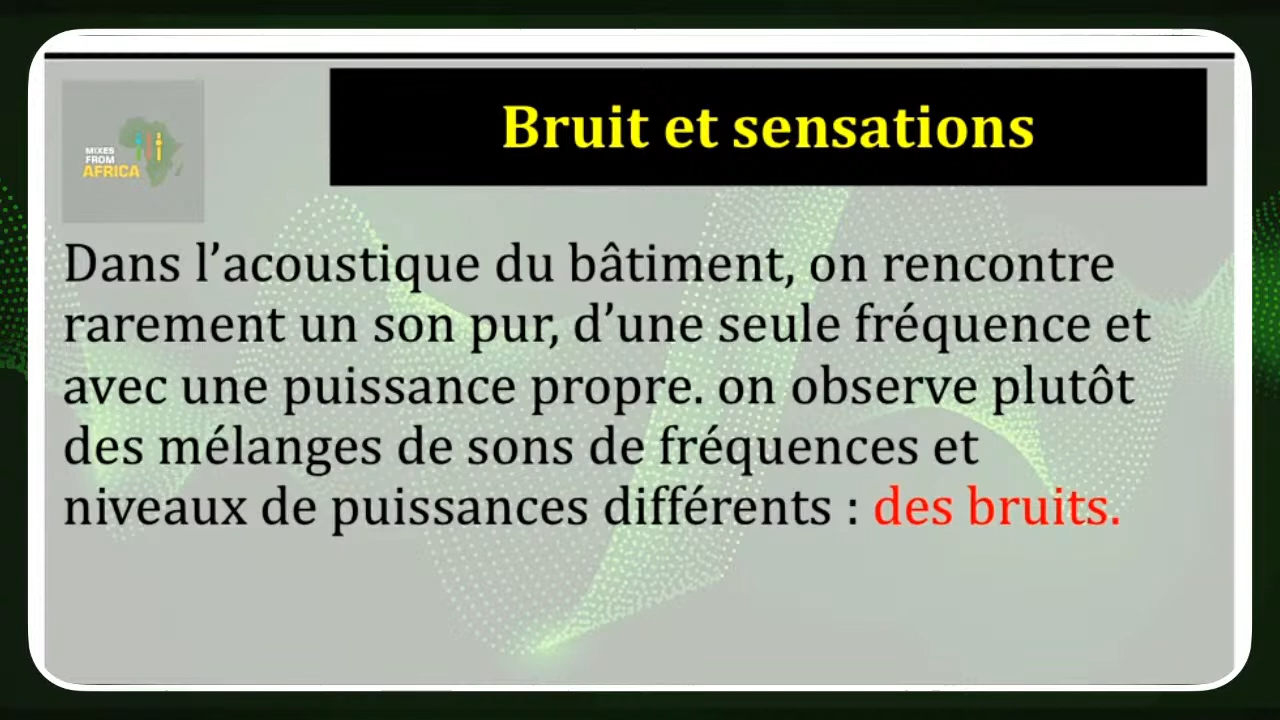 Bruit et sensations
MIXES
FROM
AFRICA
Dans l’acoustique du bâtiment, on rencontre
rarement un son pur, d’une seule fréquence et
avec une puissance propre. on observe plutôt
des mélanges de sons de fréquences et
niveaux de puissances différents : des bruits.